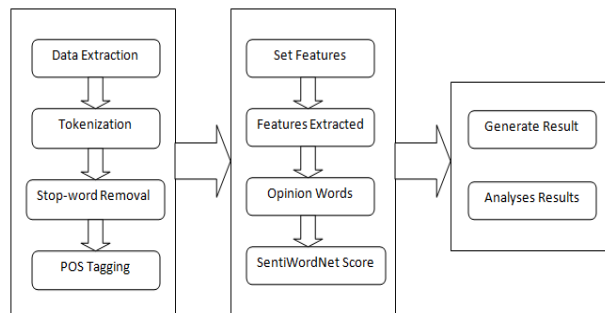 Data Extraction
Tokenization
Stop-word Removal
POS Tagging
Set Features
Features Extracted
Opinion Words
SentiWordNet Score
Generate Result
Analyses Results